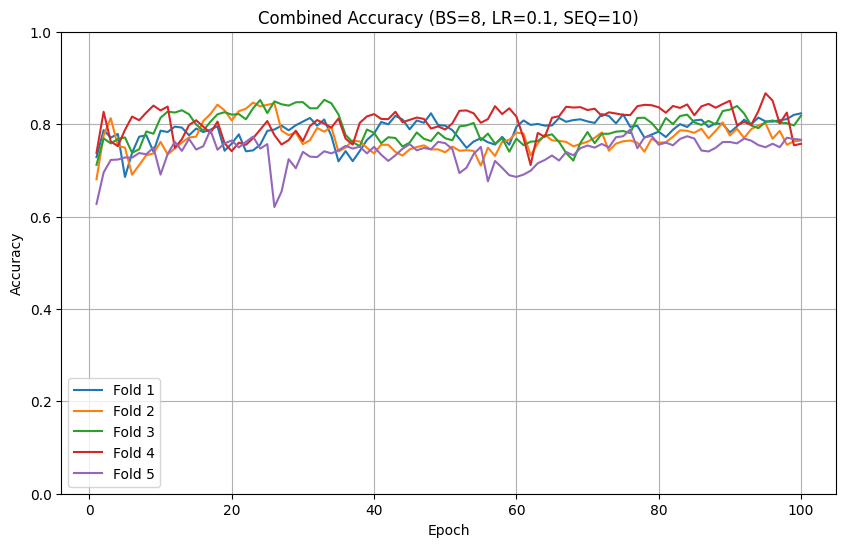 Combined Accuracy (BS=8, LR=0.1, SEQ=10)
1.0
0.8
0.6
0.4
0.2
0.0
Accuracy
Fold 1
Fold 2
Fold 3
Fold 4
Fold 5
0 20 40 60 80 100
Epoch